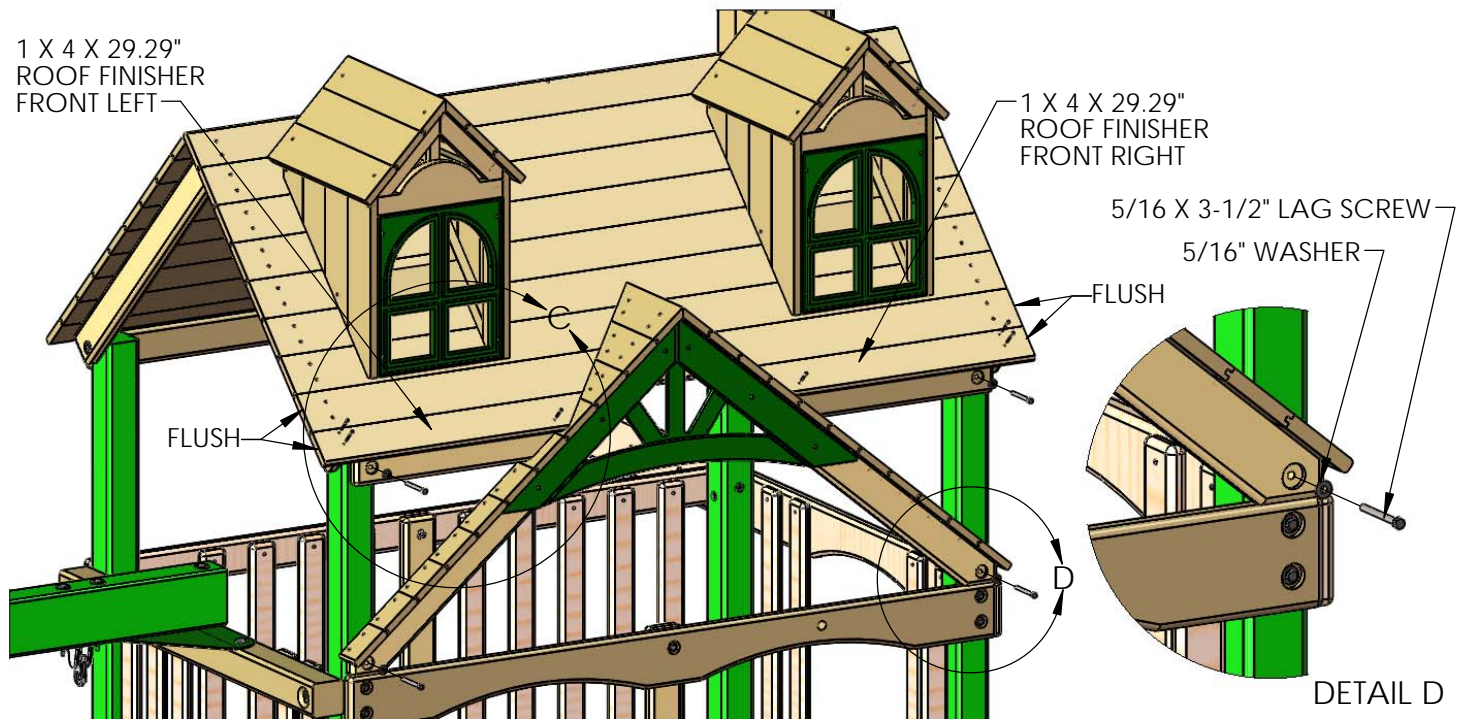 1 X 4 X 29.29"
ROOF FINISHER
FRONT LEFT
1 X 4 X 29.29"
ROOF FINISHER
FRONT RIGHT
5/16 X 3-1/2" LAG SCREW
5/16" WASHER
FLUSH
C
FLUSH
D
DETAIL D